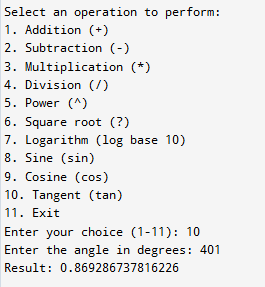 Select an operation to perform:
1. Addition (+)
2. Subtraction (-)
3. Multiplication (*)
4. Division (/)
5. Power (^)
6. Square root (?)
7. Logarithm (log base 10)
8. Sine (sin)
9. Cosine (cos)
10. Tangent (tan)
11. Exit
Enter your choice (1-11): 10
Enter the angle in degrees: 401
Result: 0.869286737816226